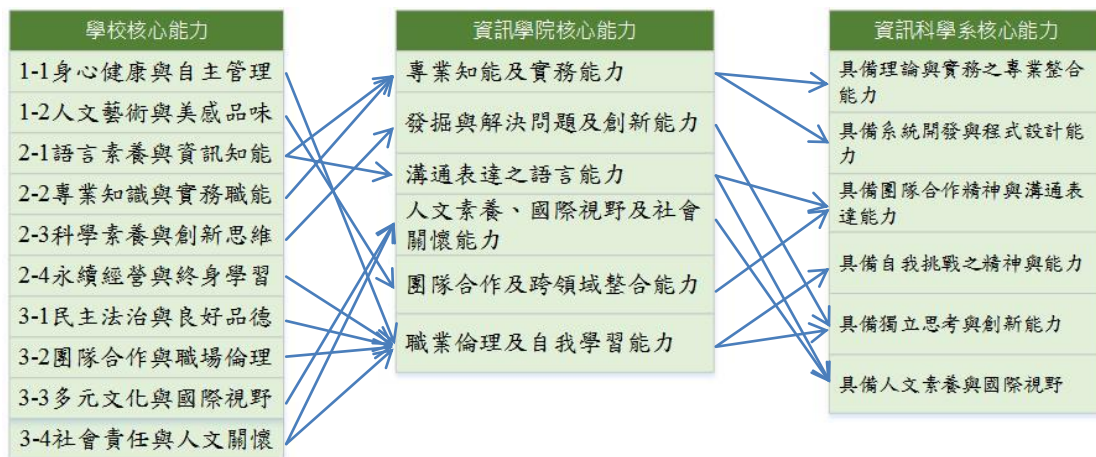 學校核心能力
1-1身心健康與自主管理
1-2人文藝術與美感品味
2-1語言素養與資訊知能
2-2專業知識與實務職能
2-3科學素養與創新思維
2-4永續經營與終身學習
3-1民主法治與良好品德
3-2團隊合作與職場倫理
3-3多元文化與國際視野
3-4社會責任與人文關懷
資訊學院核心能力
專業知能及實務能力
發掘與解決問題及創新能力
溝通表達之語言能力
人文素養、國際視野及社會
關懷能力
團隊合作及跨領域整合能力
職業倫理及自我學習能力
資訊科學系核心能力
具備理論與實務之專業整合
能力
具備系統開發與程式設計能
力
具備團隊合作精神與溝通表
達能力
具備自我挑戰之精神與能力
具備獨立思考與創新能力
具備人文素養與國際視野